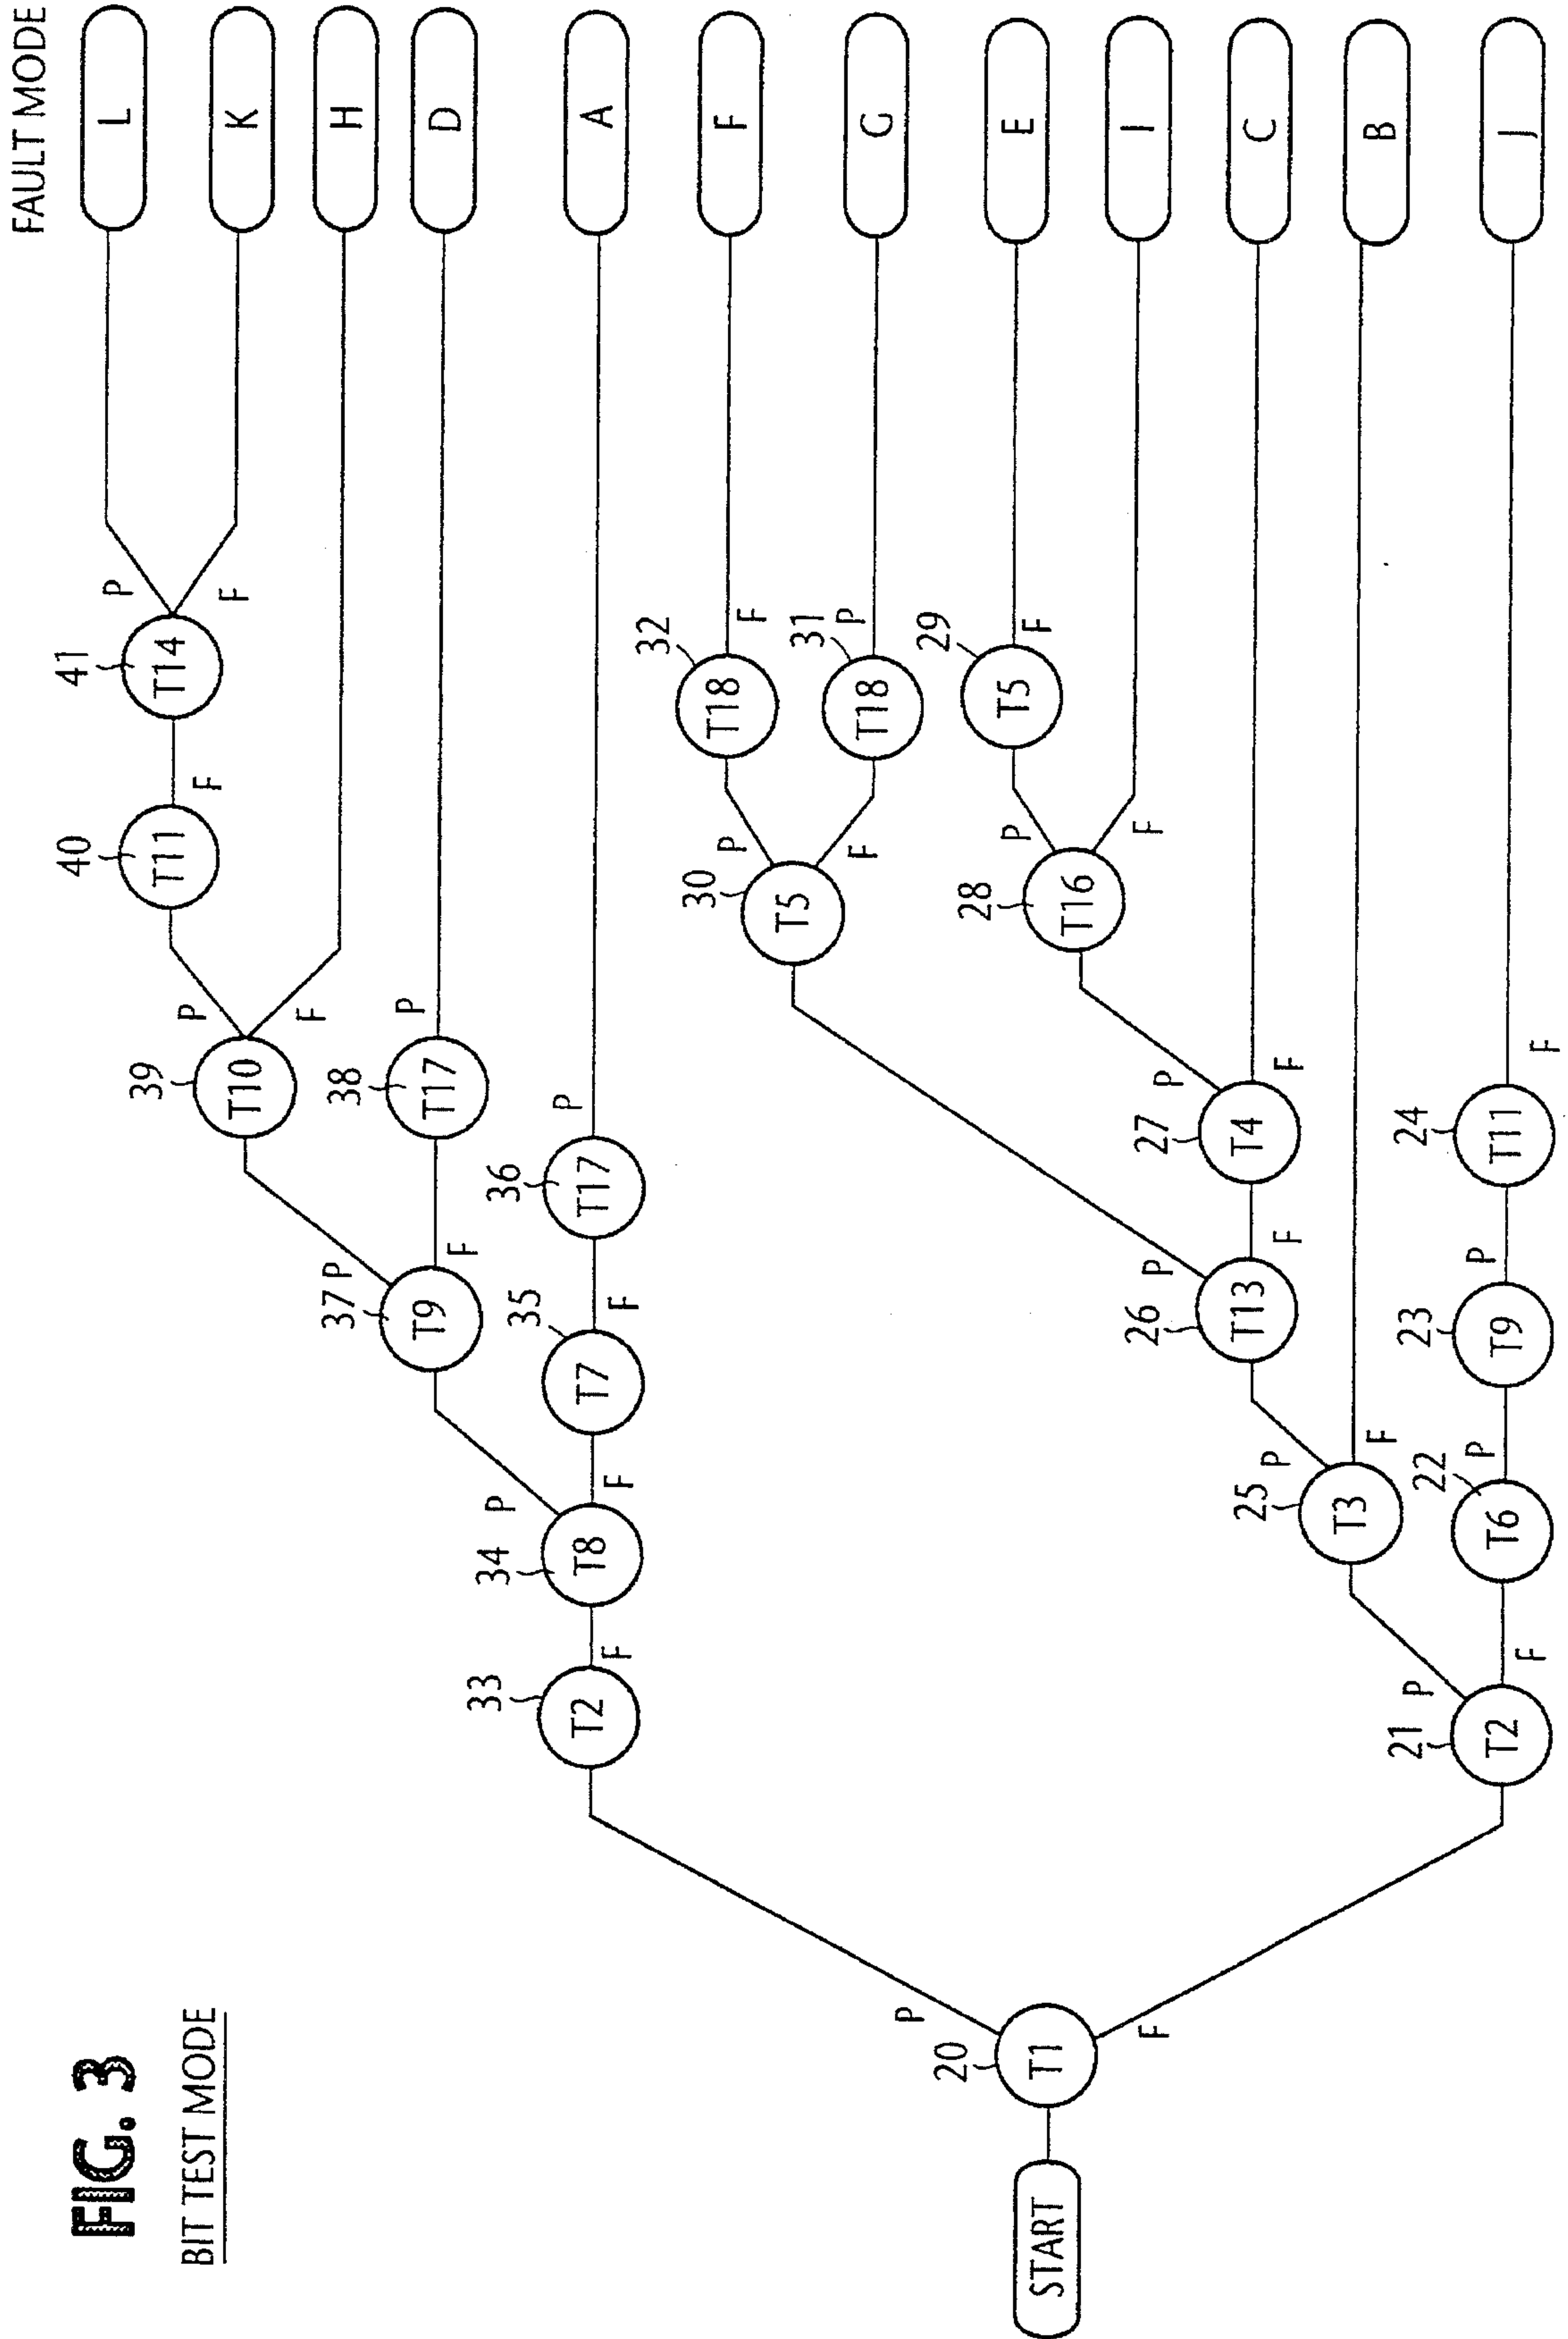 FIG. 3
BIT TEST MODE
FAULT MODE
START
20
T1
P
F
33
T2
F
34
T8
P
F
35
T7
F
36
T17
P
A
37
T9
P
F
38
T17
P
D
39
T10
P
F
H
40
T11
F
41
T14
P
F
L
K
21
T2
P
F
22
T6
P
23
T9
P
24
T11
F
J
25
T3
P
F
B
26
T13
P
F
27
T4
P
F
C
28
T16
P
F
I
29
T5
F
E
30
T5
P
F
32
T18
F
F
31
T18
P
G